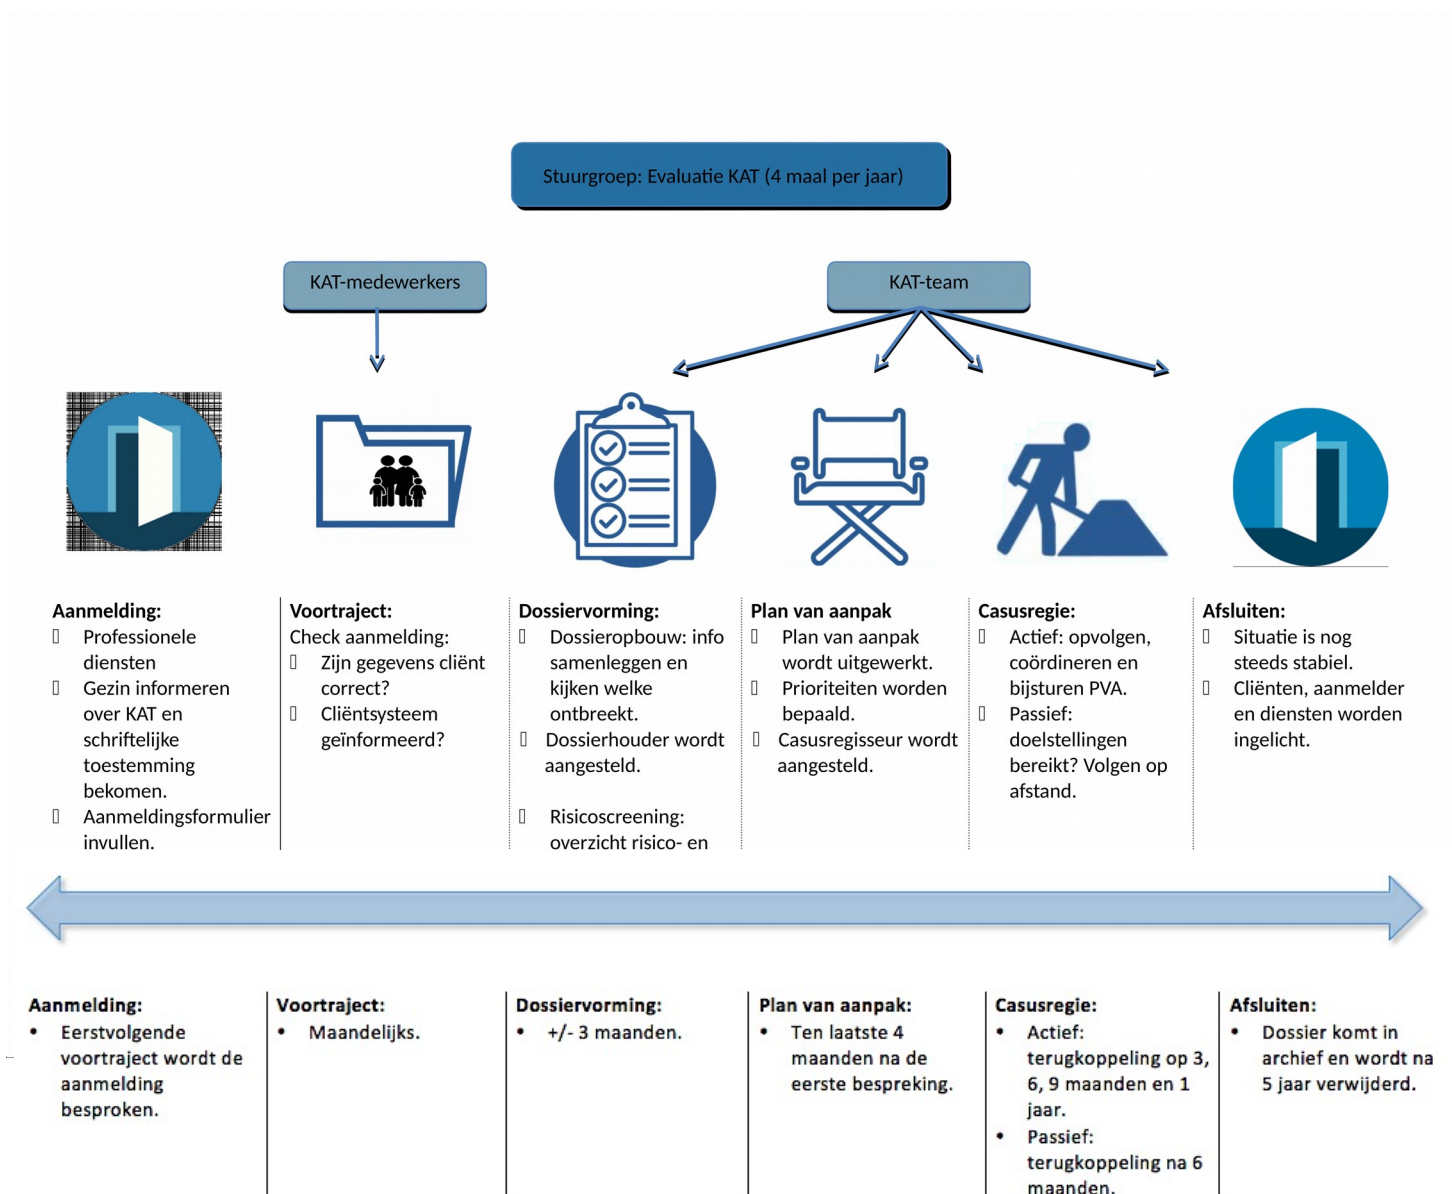 Stuurgroep: Evaluatie KAT (4 maal per jaar)
KAT-medewerkers
KAT-team
Aanmelding:
Professionele
diensten
Gezin informeren
over KAT en
schriftelijke
toestemming
bekomen.
Aanmeldingsformulier
invullen.
Voortraject:
Check aanmelding:
Zijn gegevens cliënt
correct?
Cliëntsysteem
geïnformeerd?
Dossiervorming:
Dossieropbouw: info
samenleggen en
kijken welke
ontbreekt.
Dossierhouder wordt
aangesteld.
Risicoscreening:
overzicht risico- en
Plan van aanpak
Plan van aanpak
wordt uitgewerkt.
Prioriteiten worden
bepaald.
Casusregisseur wordt
aangesteld.
Casusregie:
Actief: opvolgen,
coördineren en
bijsturen PVA.
Passief:
doelstellingen
bereikt? Volgen op
afstand.
Afsluiten:
Situatie is nog
steeds stabiel.
Cliënten, aanmelder
en diensten worden
ingelicht.
Aanmelding:
• Eerstvolgende
voortraject wordt de
aanmelding
besproken.
Voortraject:
• Maandelijks.
Dossiervorming:
• +/- 3 maanden.
Plan van aanpak:
• Ten laatste 4
maanden na de
eerste bespreking.
Casusregie:
• Actief:
terugkoppeling op 3,
6, 9 maanden en 1
jaar.
• Passief:
terugkoppeling na 6
maanden.
Afsluiten:
• Dossier komt in
archief en wordt na
5 jaar verwijderd.